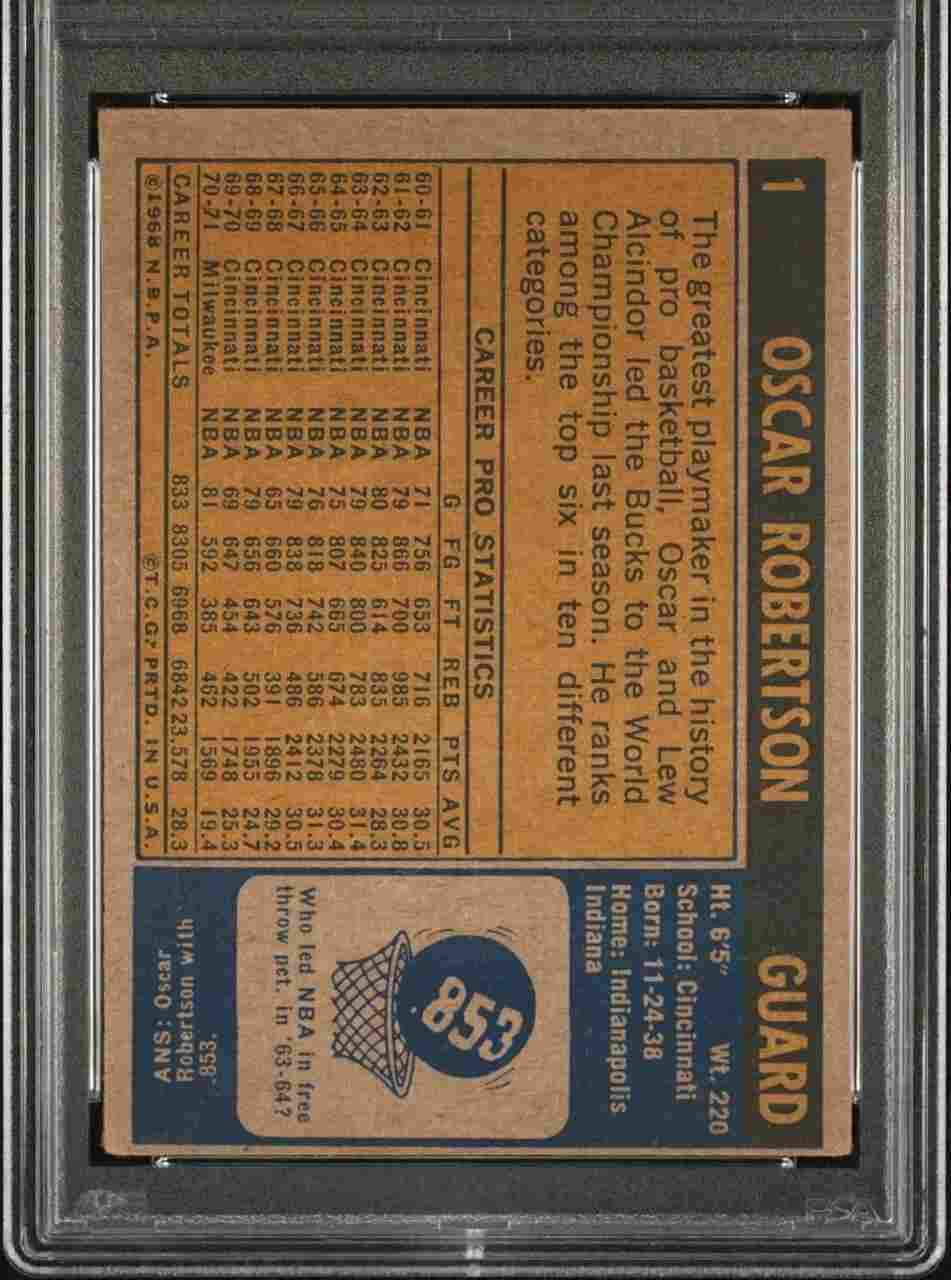 1 OSCAR ROBERTSON GUARD
The greatest playmaker in the history
of pro basketball, Oscar and Lew
Alcindor led the Bucks to the World
Championship last season. He ranks
among the top six in ten different
categories.
CAREER PRO STATISTICS
G FG FT REB PTS AVG
60-61 Cincinnati NBA 71 756 653 716 2165 30.5
61-62 Cincinnati NBA 79 866 700 985 2432 30.8
62-63 Cincinnati NBA 80 825 614 835 2264 28.3
63-64 Cincinnati NBA 79 840 800 783 2480 31.4
64-65 Cincinnati NBA 75 807 665 674 2279 30.4
65-66 Cincinnati NBA 76 818 742 586 2378 31.3
66-67 Cincinnati NBA 79 838 736 486 2412 30.5
67-68 Cincinnati NBA 65 660 576 391 1896 29.2
68-69 Cincinnati NBA 79 656 643 502 1955 24.7
69-70 Cincinnati NBA 69 647 454 422 1748 25.3
70-71 Milwaukee NBA 81 592 385 462 1569 19.4
CAREER TOTALS 833 8305 6968 6842 23.578 28.3
©1968 N.B.P.A. ©T.C.G. PRTD. IN U.S.A.
Ht. 6'5" Wt. 220
School: Cincinnati
Born: 11-24-38
Home: Indianapolis
Indiana
.853
Who led NBA in free
throw pct. in '63-64?
ANS: Oscar
Robertson with
.853.
PSA